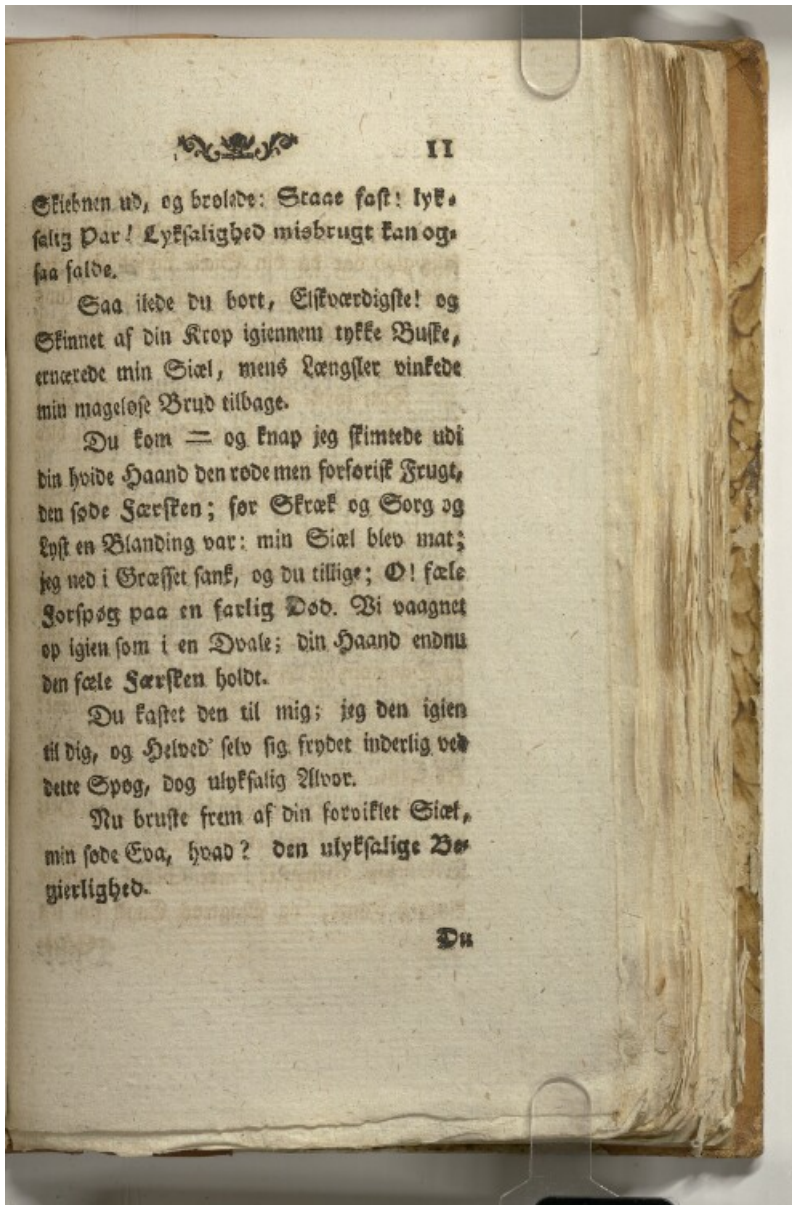 11
Skiebnen ud, og brølede: Staae fast! lyk-
salig Par! Lyksalighed misbrugt kan og-
saa falde.
Saa ilede du bort, Elskværdigste! og
Skinnet af din Krop igiennem tykke Buske,
ernærede min Siæl, mens Længsler vinkede
min mageløse Brud tilbage.
Du kom = og knap jeg skimtede udi
din hvide Haand den røde men forførisk Frugt,
den søde Færsken; før Skræk og Sorg og
Lyst en Blanding var: min Siæl blev mat;
jeg ned i Græsset sank, og du tillige; O! fæle
Forspøg paa en farlig Død. Vi vaagnet
op igien som i en Dvale; din Haand endnu
den fæle Færsken holdt.
Du kastet den til mig; jeg den igien
til dig, og Helved' selv sig frydet inderlig ved
dette Spøg, dog ulyksalig Alvor.
Nu bruste frem af din forviklet Siæl,
min søde Eva, hvad? den ulyksalige Be-
gierlighed.
Du